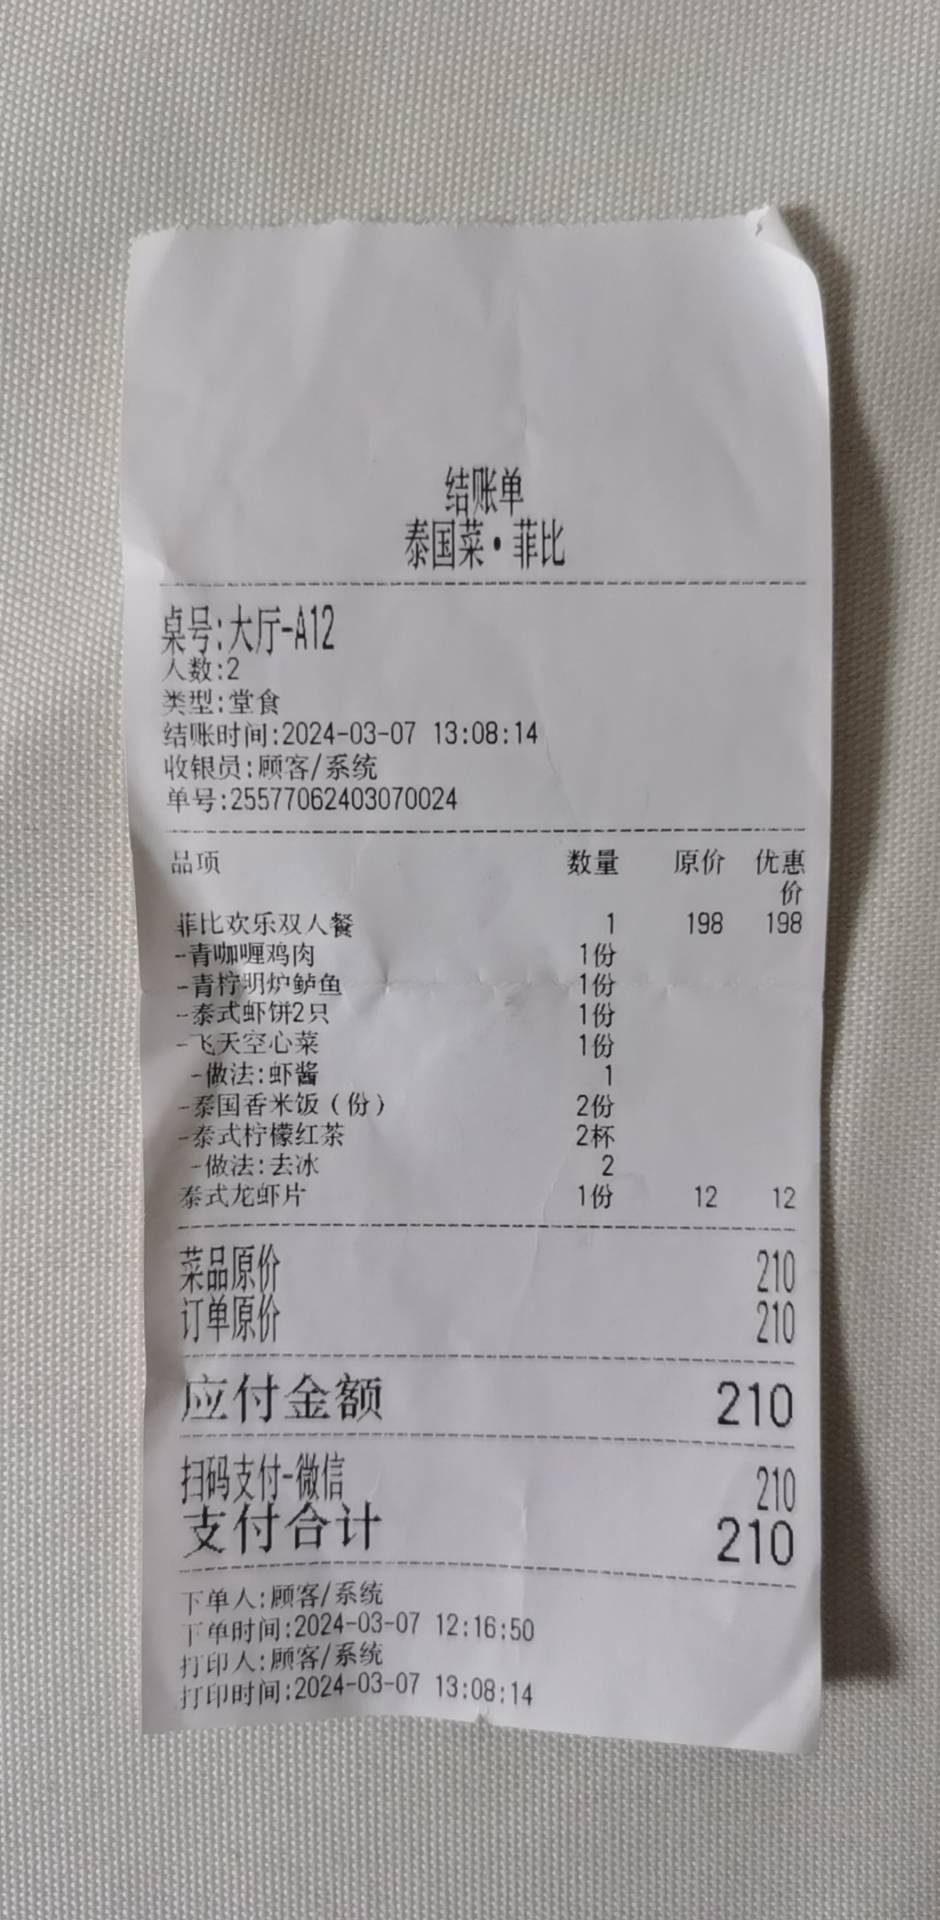 结账单
泰国菜·菲比
桌号:大厅-A12
人数:2
类型:堂食
结账时间:2024-03-07 13:08:14
收银员:顾客/系统
单号:25577062403070024
品项 数量 原价 优惠价
菲比欢乐双人餐 1 198 198
-青咖喱鸡肉 1份
-青柠明炉鲈鱼 1份
-泰式虾饼2只 1份
-飞天空心菜 1份
-做法:虾酱 1
-泰国香米饭（份） 2份
-泰式柠檬红茶 2杯
-做法:去冰 2
泰式龙虾片 1份 12 12
菜品原价 210
订单原价 210
应付金额 210
扫码支付-微信 210
支付合计 210
下单人:顾客/系统
下单时间:2024-03-07 12:16:50
打印人:顾客/系统
打印时间:2024-03-07 13:08:14